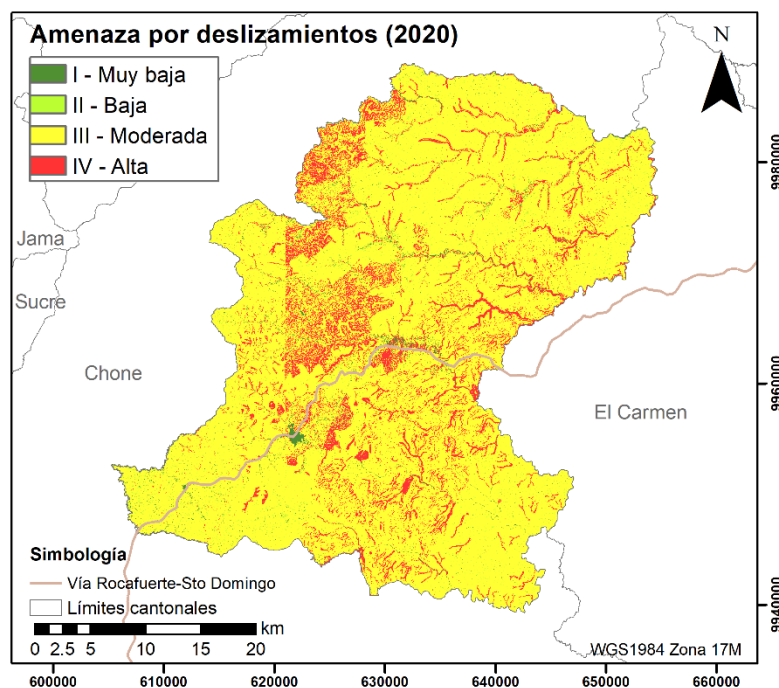 Amenaza por deslizamientos (2020)
N
I - Muy baja
II - Baja
III - Moderada
IV - Alta
9980000
Jama
Sucre
Chone
9960000
El Carmen
Simbología
Vía Rocafuerte-Sto Domingo
Límites cantonales
0 2.5 5 10 15 20 km
9940000
WGS1984 Zona 17M
600000 610000 620000 630000 640000 650000 660000